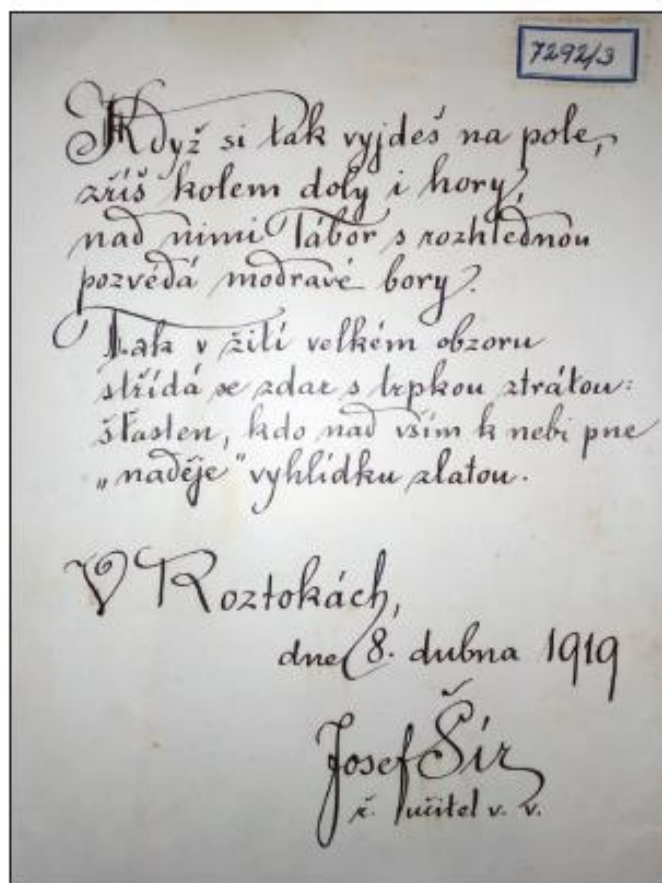 7292/3
Když si tak vyjdeš na pole,
zříš kolem doly i hory,
nad nimi Tábor s rozhlednou
pozvédá modravé bory.
Tak v žití velkém obzoru
střídá se zdar s trpkou ztrátou:
šťasten, kdo nad vším k nebi pne
„naděje" vyhlídku zlatou.
V Roztokách,
dne 8. dubna 1919
Josef Šír
ř. učitel v. v.